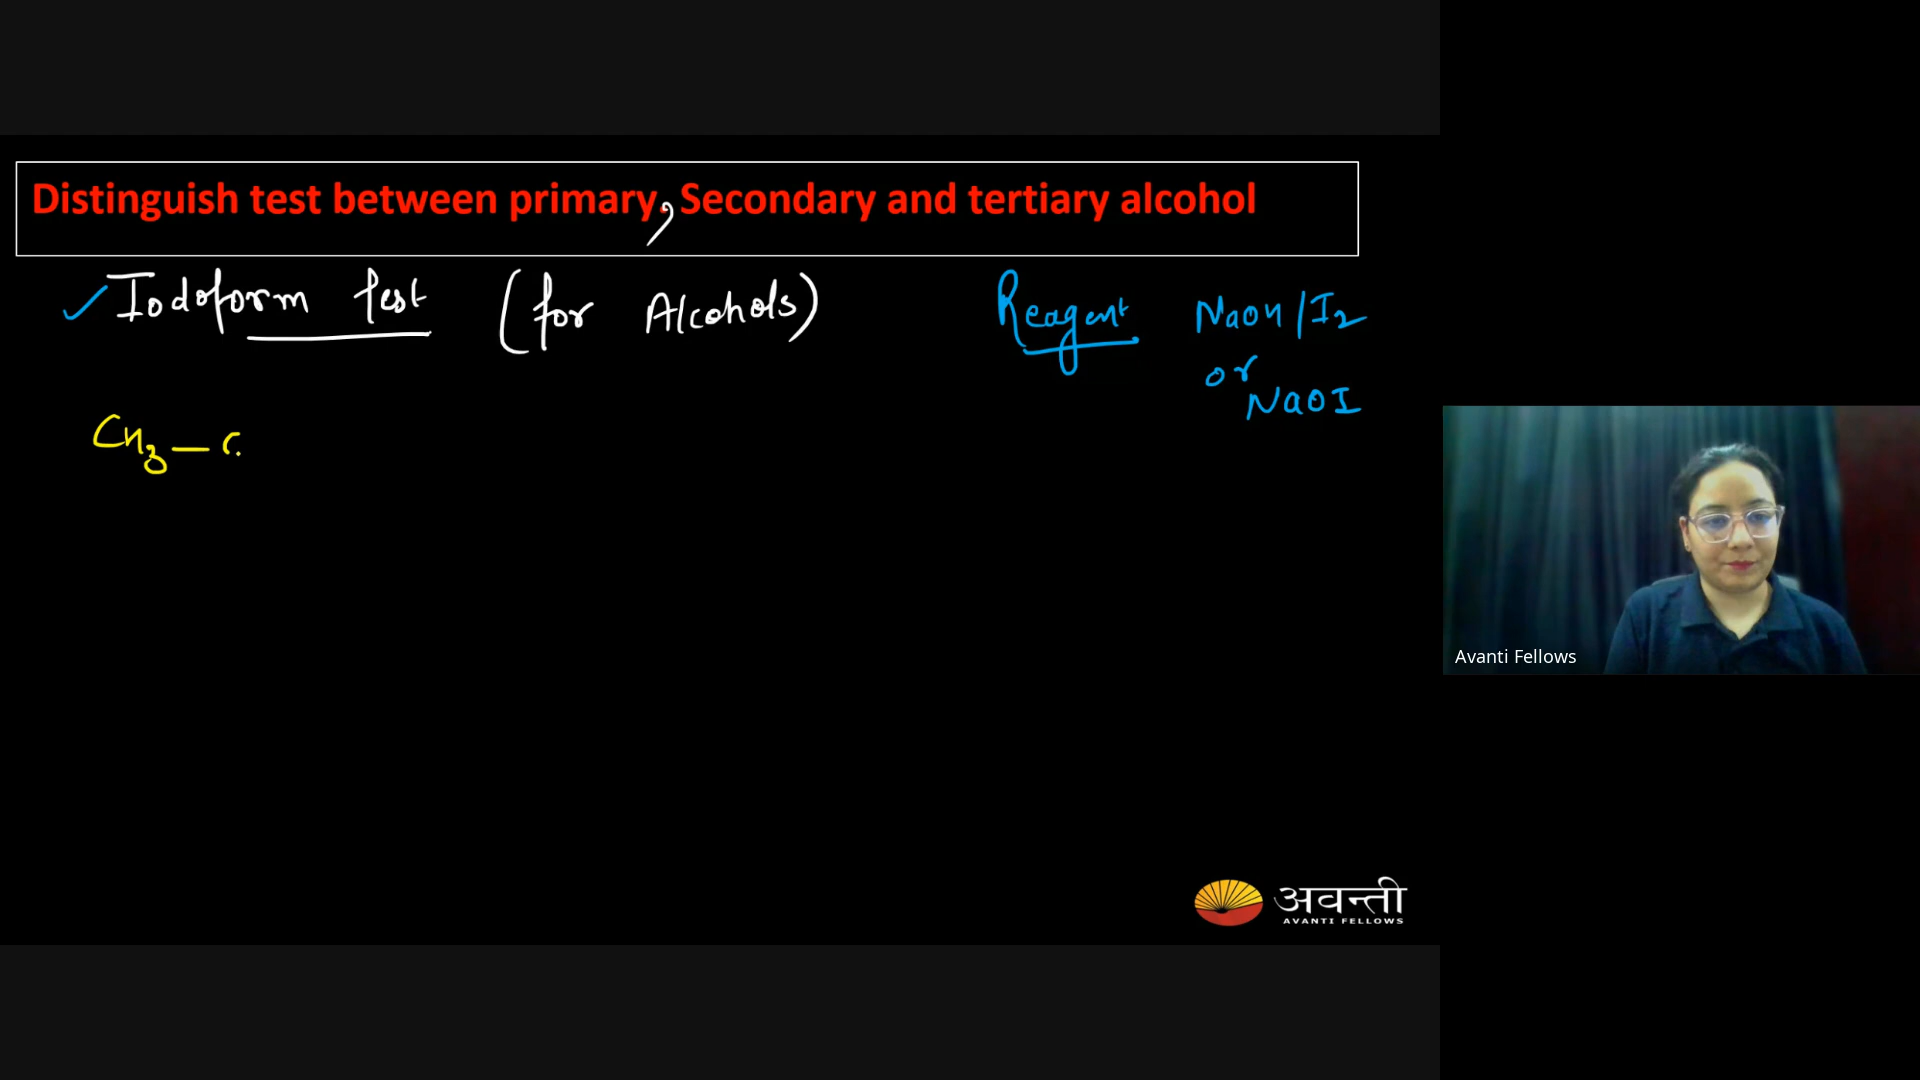 Distinguish test between primary, Secondary and tertiary alcohol
Iodoform test (for Alcohols)
Reagent NaOH/I2
or
NaOI
CH3 – C
Avanti Fellows
अवन्ती
AVANTI FELLOWS